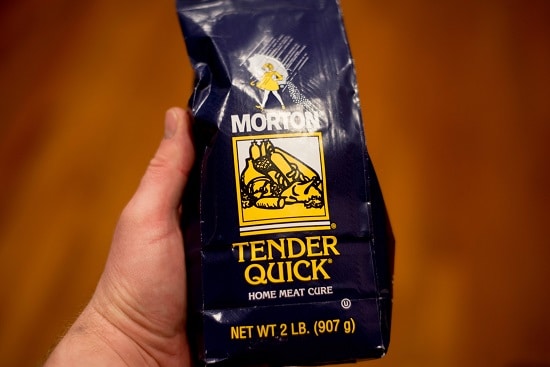 MORTON
TENDER
QUICK®
HOME MEAT CURE
U
NET WT 2 LB. (907 g)